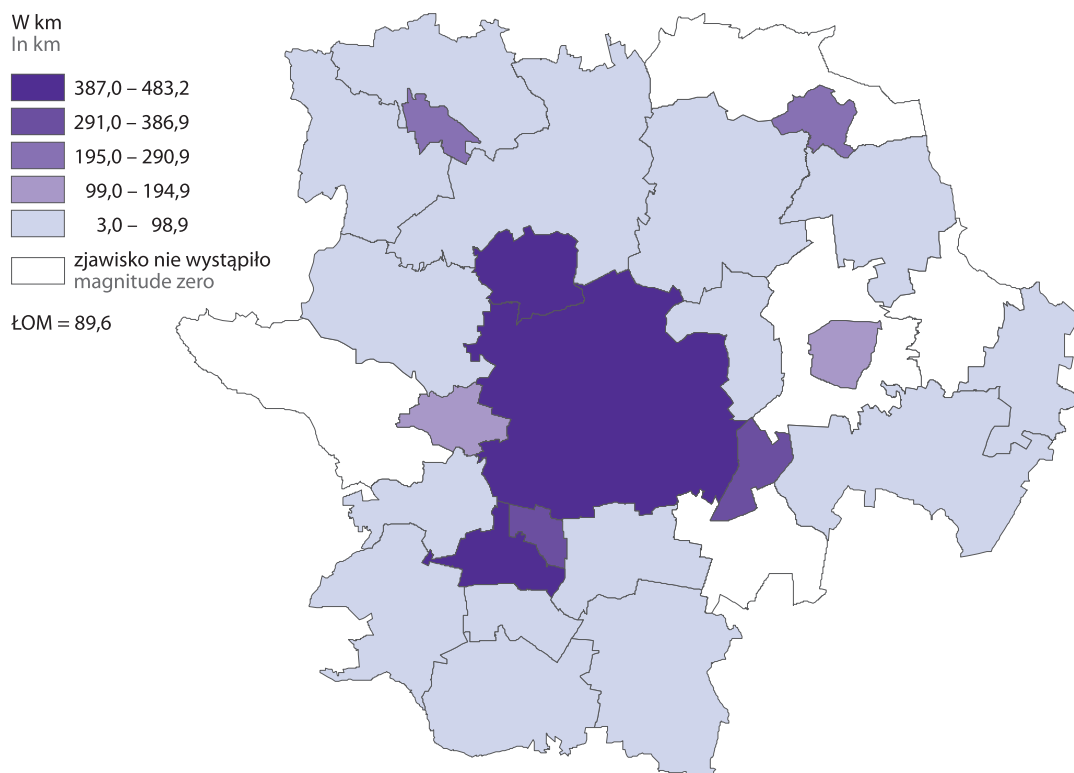 W km
In km
387,0 – 483,2
291,0 – 386,9
195,0 – 290,9
99,0 – 194,9
3,0 – 98,9
zjawisko nie wystąpiło
magnitude zero
ŁOM = 89,6